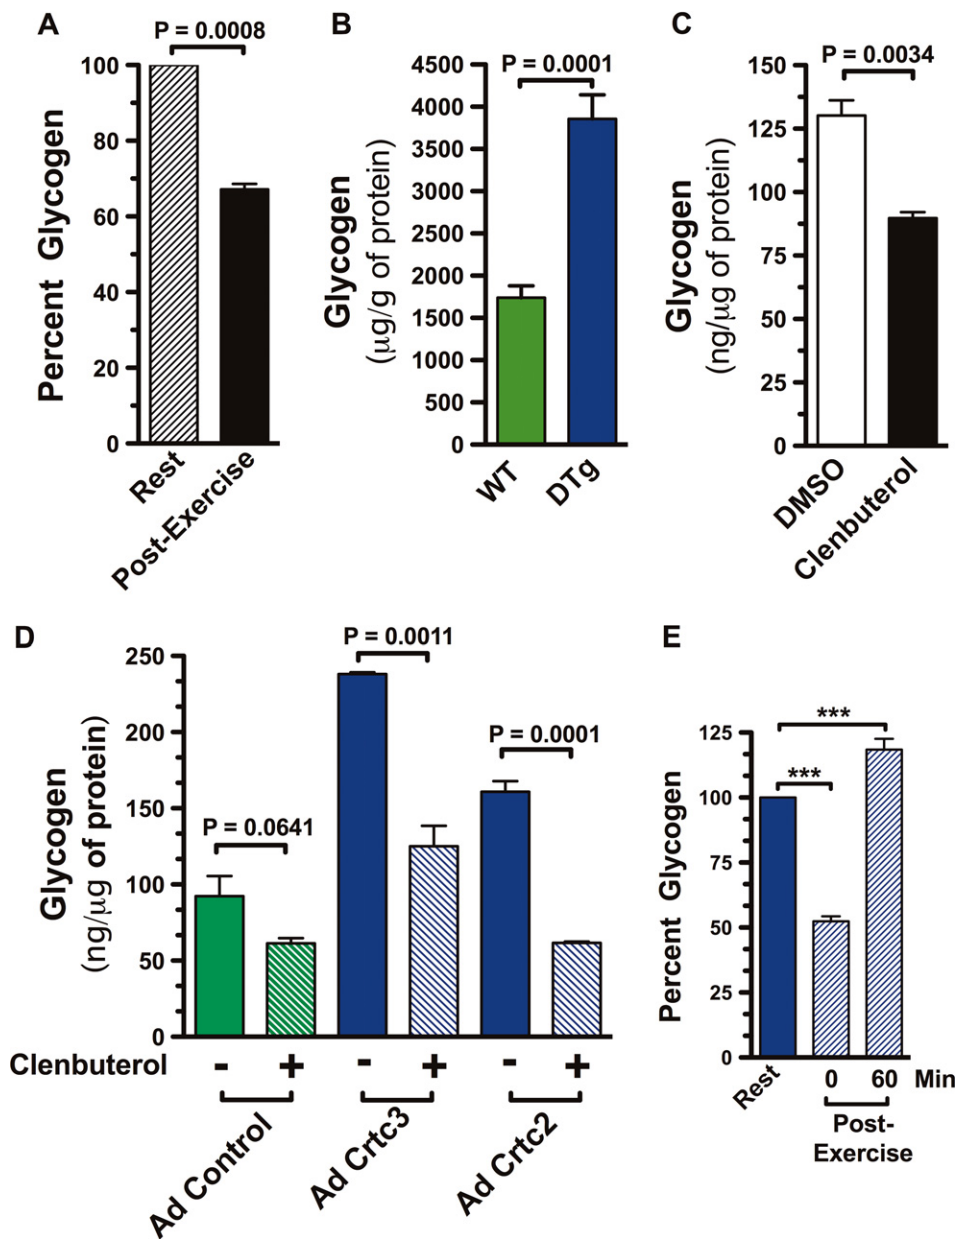 A
P = 0.0008
Percent Glycogen
100
80
60
40
20
0
Rest
Post-Exercise
B
P = 0.0001
Glycogen
(μg/g of protein)
4500
4000
3500
3000
2500
2000
1500
1000
500
0
WT
DTg
C
P = 0.0034
Glycogen
(ng/μg of protein)
150
125
100
75
50
25
0
DMSO
Clenbuterol
D
P = 0.0641
P = 0.0011
P = 0.0001
Glycogen
(ng/μg of protein)
250
200
150
100
50
0
Clenbuterol - + - + - +
Ad Control
Ad Crtc3
Ad Crtc2
E
***
***
Percent Glycogen
125
100
75
50
25
0
Rest
0 60 Min
Post-
Exercise